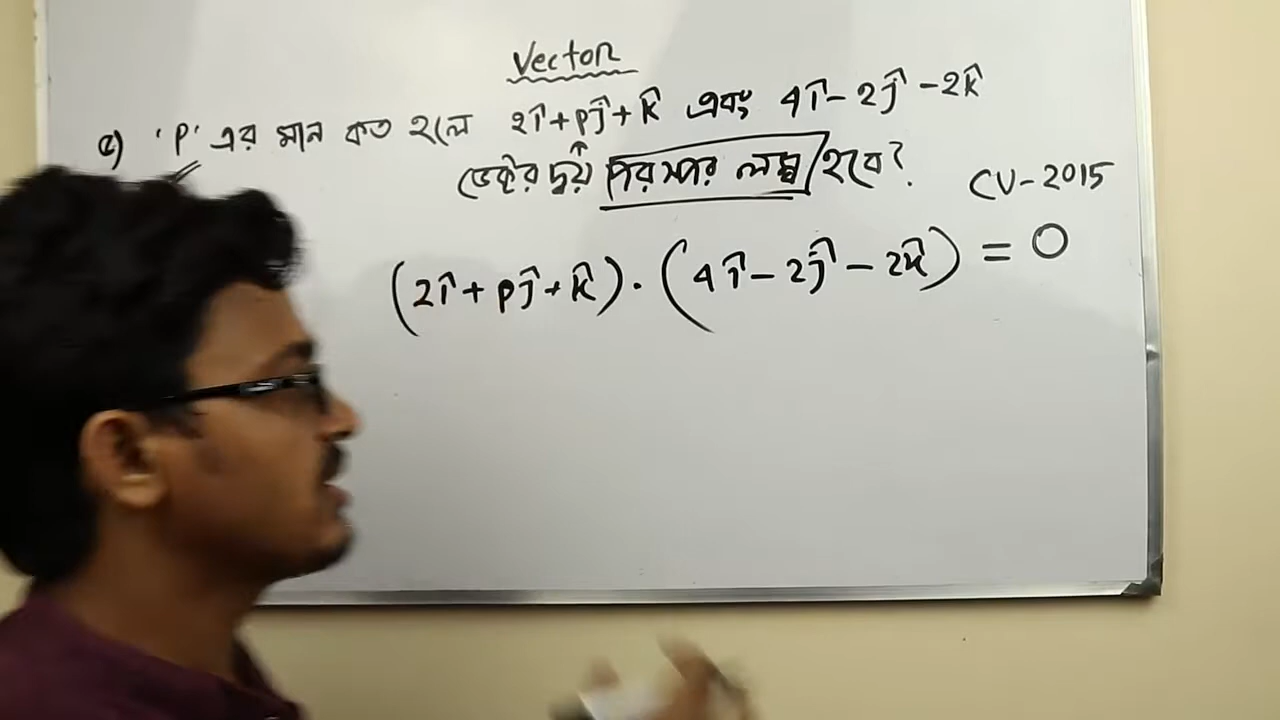 Vector
e) 'P' এর মান কত হলে 2î + pĵ + k̂ এবং 4î - 2ĵ - 2k̂
ভেক্টর দ্বয় পরস্পর লম্ব হবে?
CU-2015
(2î + pĵ + k̂) . (4î - 2ĵ - 2k̂) = 0